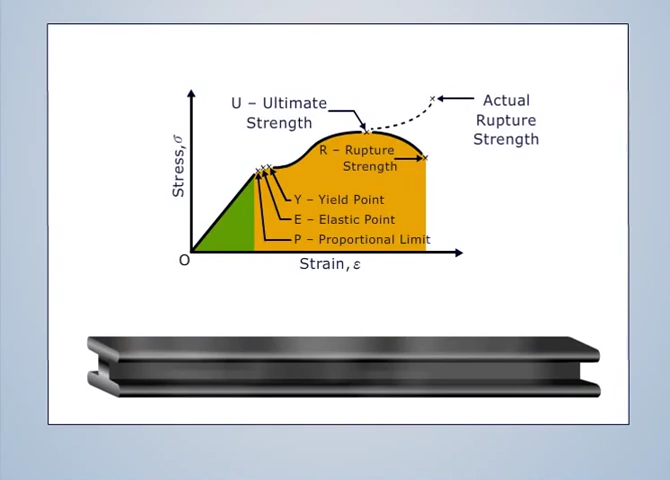 U – Ultimate
Strength
Actual
Rupture
Strength
R – Rupture
Strength
Stress, σ
Y – Yield Point
E – Elastic Point
P – Proportional Limit
O
Strain, ε